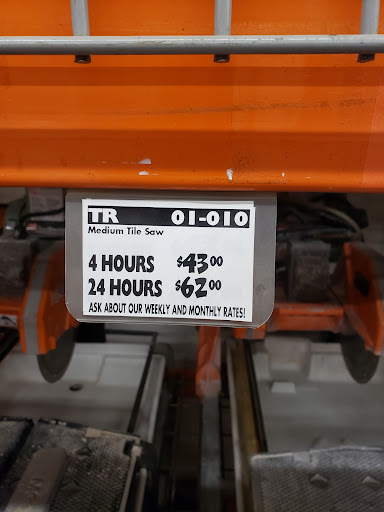 TR 01-010
Medium Tile Saw
4 HOURS $43.00
24 HOURS $62.00
ASK ABOUT OUR WEEKLY AND MONTHLY RATES!